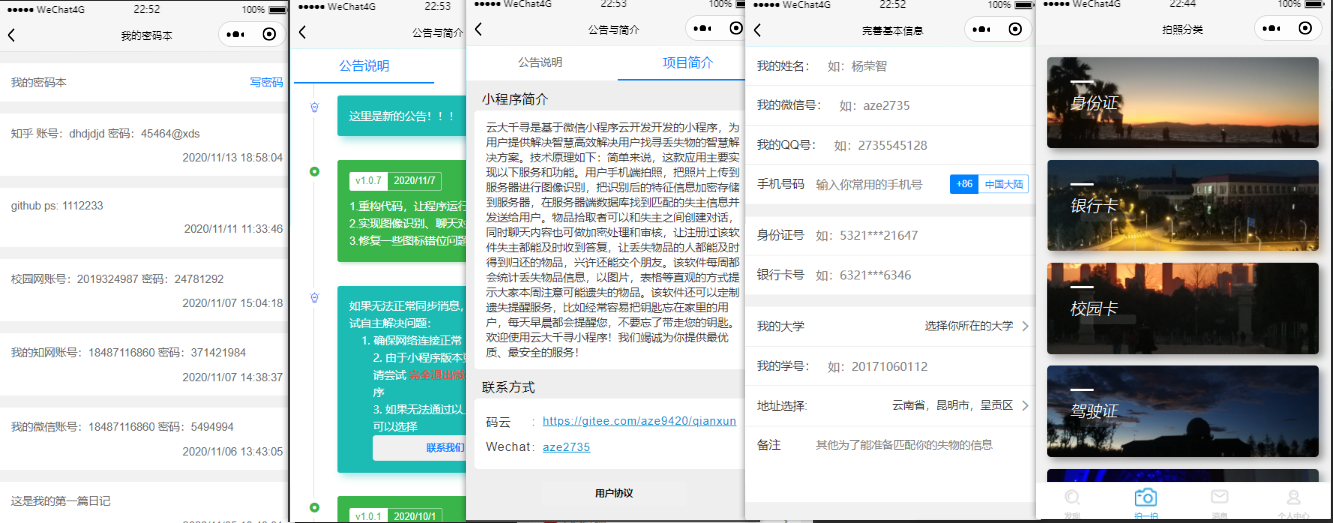 WeChat4G 22:52 100%
我的密码本
我的密码本 写密码
知乎 账号：dhdjdjd 密码：45464@xds
2020/11/13 18:58:04
github ps: 1112233
2020/11/11 11:33:46
校园网账号：2019324987 密码：24781292
2020/11/07 15:04:18
我的知网账号：18487116860 密码：371421984
2020/11/07 14:38:37
我的微信账号：18487116860 密码：5494994
2020/11/06 13:43:05
这是我的第一篇日记
WeChat4G 22:53
公告与简介
公告说明
这里是新的公告！！！
v1.0.7 2020/11/7
1.重构代码，让程序运行
2.实现图像识别、聊天对
3.修复一些图标错位问题
如果无法正常同步消息，
试自主解决问题：
1. 确保网络连接正常
2. 由于小程序版本
请尝试 完全退出微
序
3. 如果无法通过以
可以选择
联系我们
v1.0.1 2020/10/1
WeChat4G 22:53 100%
公告与简介
公告说明 项目简介
小程序简介
云大千寻是基于微信小程序云开发开发的小程序，为
用户提供解决智慧高效解决用户找寻丢失物的智慧解
决方案。技术原理如下：简单来说，这款应用主要实
现以下服务和功能。用户手机端拍照，把照片上传到
服务器进行图像识别，把识别后的特征信息加密存储
到服务器，在服务器端数据库找到匹配的失主信息并
发送给用户。物品拾取者可以和失主之间创建对话，
同时聊天内容也可做加密处理和审核，让注册过该软
件失主都能及时收到答复，让丢失物品的人都能及时
得到归还的物品，兴许还能交个朋友。该软件每周都
会统计丢失物品信息，以图片，表格等直观的方式提
示大家本周注意可能遗失的物品。该软件还可以定制
遗失提醒服务，比如经常容易把钥匙忘在家里的用
户，每天早晨都会提醒您，不要忘了带走您的钥匙。
欢迎使用云大千寻小程序！我们竭诚为你提供最优
质、最安全的服务！
联系方式
码云 : https://gitee.com/aze9420/qianxun
Wechat : aze2735
用户协议
WeChat4G 22:52 100%
完善基本信息
我的姓名： 如：杨荣智
我的微信号： 如：aze2735
我的QQ号： 如：2735545128
手机号码 输入你常用的手机号 +86 中国大陆
身份证号 如：5321***21647
银行卡号 如：6321***6346
我的大学 选择你所在的大学
我的学号： 如：20171060112
地址选择: 云南省，昆明市，呈贡区
备注 其他为了能准备匹配你的失物的信息
WeChat4G 22:44 100%
拍照分类
身份证
银行卡
校园卡
驾驶证
发现 拍一拍 消息 个人中心